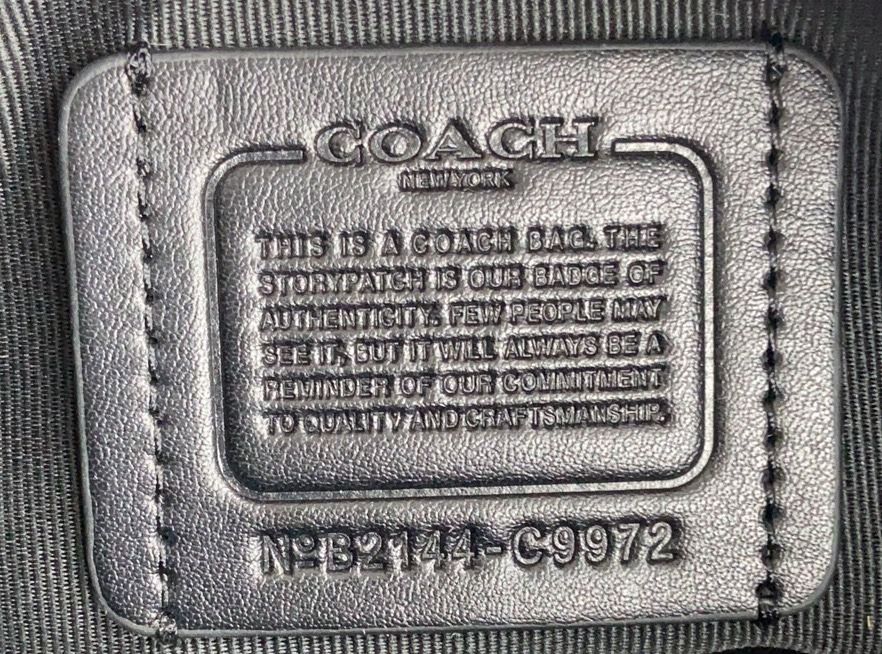 COACH
NEW YORK
THIS IS A COACH BAG. THE
STORYPATCH IS OUR BADGE OF
AUTHENTICITY. FEW PEOPLE MAY
SEE IT, BUT IT WILL ALWAYS BE A
REMINDER OF OUR COMMITMENT
TO QUALITY AND CRAFTSMANSHIP.
NºB2144-C9972